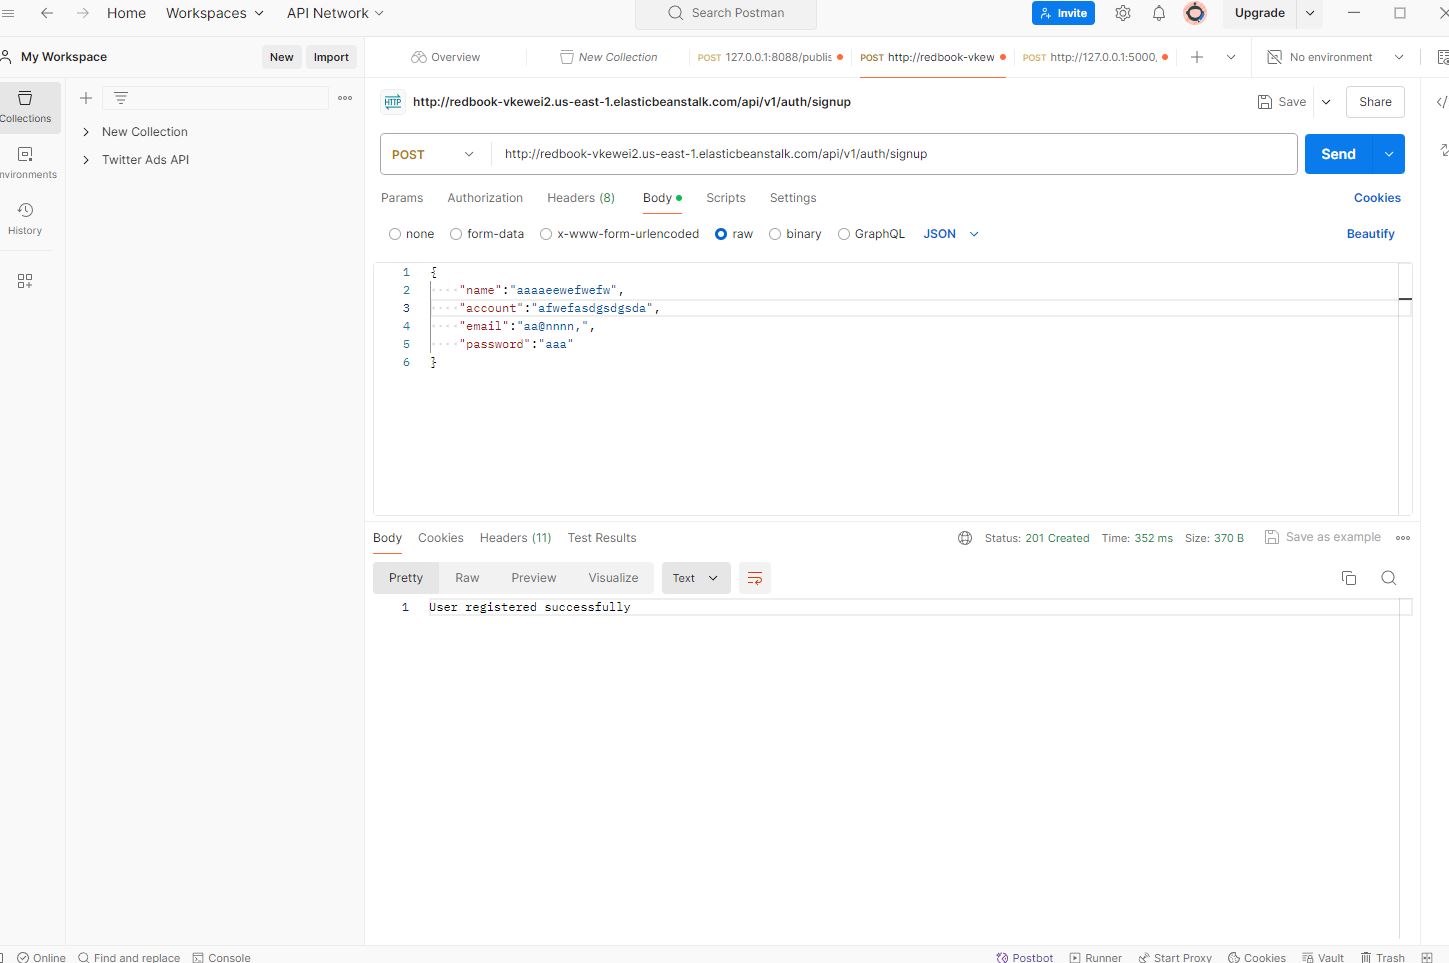 Home Workspaces API Network Search Postman Invite Upgrade
My Workspace New Import Overview New Collection POST 127.0.0.1:8088/publis POST http://redbook-vkew POST http://127.0.0.1:5000, No environment
Collections
New Collection
Twitter Ads API
nvironments
History
HTTP http://redbook-vkewei2.us-east-1.elasticbeanstalk.com/api/v1/auth/signup Save Share
POST http://redbook-vkewei2.us-east-1.elasticbeanstalk.com/api/v1/auth/signup Send
Params Authorization Headers (8) Body Scripts Settings Cookies
none form-data x-www-form-urlencoded raw binary GraphQL JSON Beautify
1 {
2 "name":"aaaaeewefwefw",
3 "account":"afwefasdgsdgsda",
4 "email":"aa@nnnn,",
5 "password":"aaa"
6 }
Body Cookies Headers (11) Test Results Status: 201 Created Time: 352 ms Size: 370 B Save as example
Pretty Raw Preview Visualize Text
1 User registered successfully
Online Find and replace Console Postbot Runner Start Proxy Cookies Vault Trash